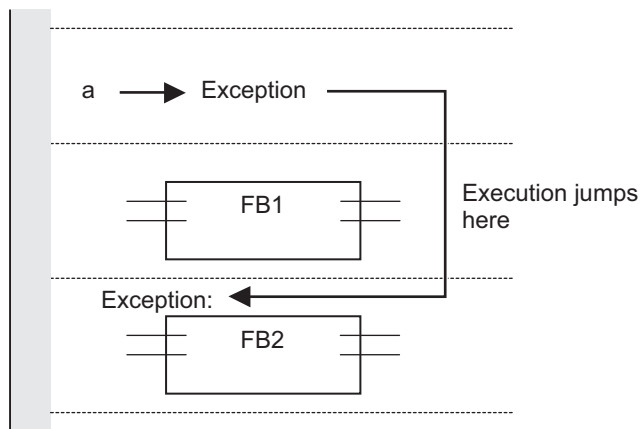 a
Exception
FB1
Execution jumps
here
Exception:
FB2